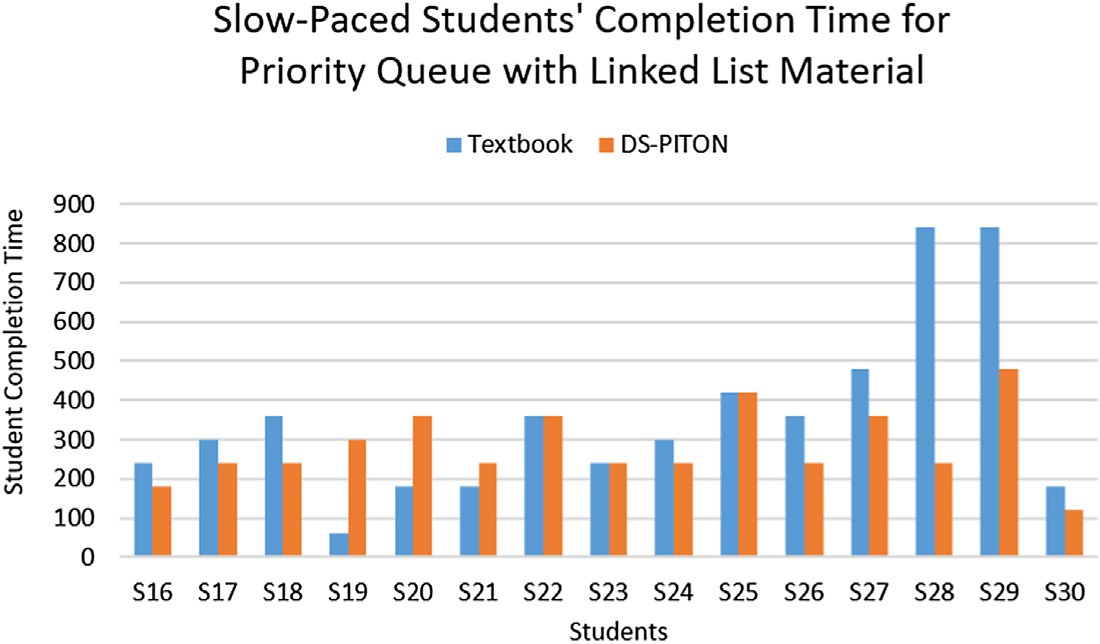 Slow-Paced Students' Completion Time for
Priority Queue with Linked List Material
Textbook DS-PITON
Student Completion Time
900
800
700
600
500
400
300
200
100
0
S16 S17 S18 S19 S20 S21 S22 S23 S24 S25 S26 S27 S28 S29 S30
Students